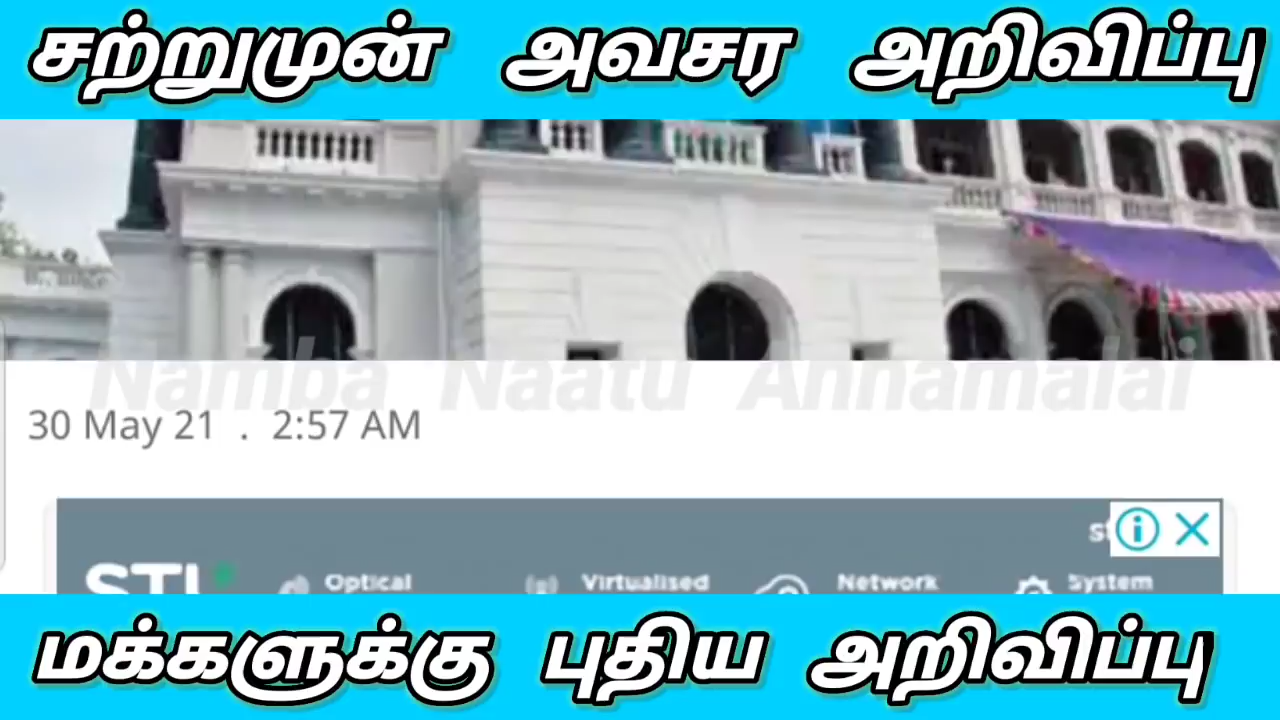 சற்றுமுன் அவசர அறிவிப்பு
Namba Naatu Annamalai
30 May 21 . 2:57 AM
STL
Optical Virtualised Network System
மக்களுக்கு புதிய அறிவிப்பு